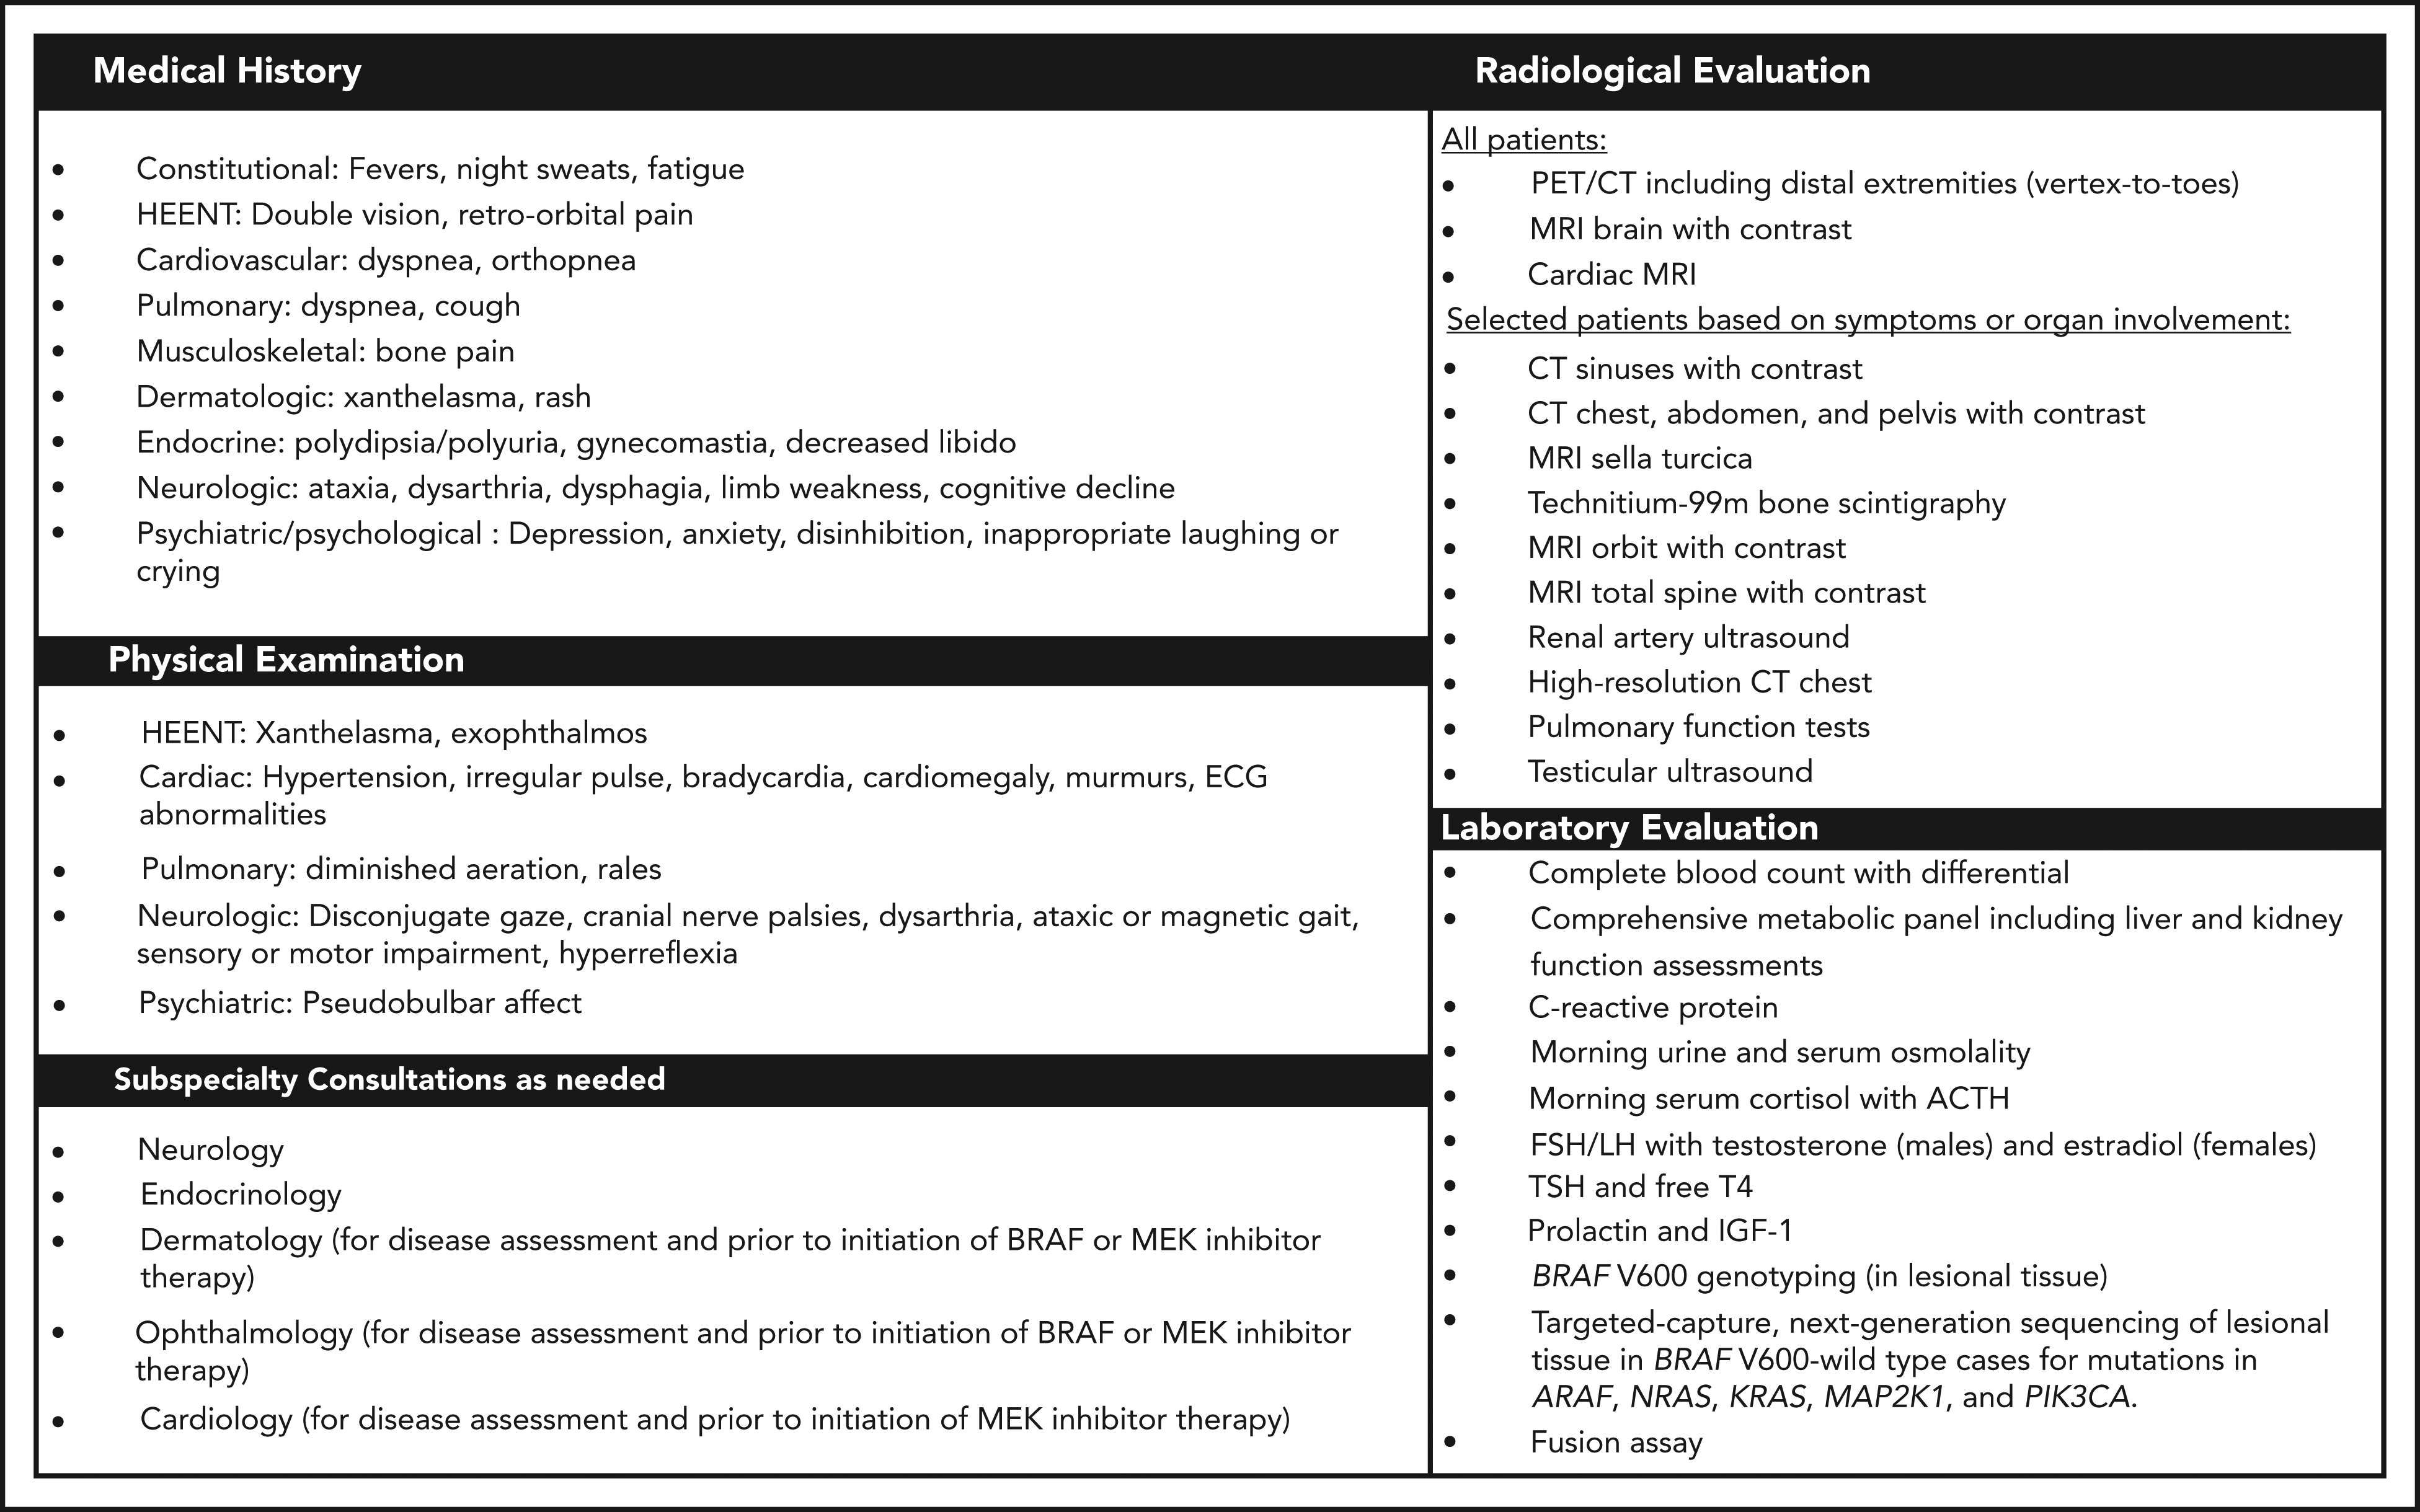 Medical History
• Constitutional: Fevers, night sweats, fatigue
• HEENT: Double vision, retro-orbital pain
• Cardiovascular: dyspnea, orthopnea
• Pulmonary: dyspnea, cough
• Musculoskeletal: bone pain
• Dermatologic: xanthelasma, rash
• Endocrine: polydipsia/polyuria, gynecomastia, decreased libido
• Neurologic: ataxia, dysarthria, dysphagia, limb weakness, cognitive decline
• Psychiatric/psychological : Depression, anxiety, disinhibition, inappropriate laughing or
crying
Physical Examination
• HEENT: Xanthelasma, exophthalmos
• Cardiac: Hypertension, irregular pulse, bradycardia, cardiomegaly, murmurs, ECG
abnormalities
• Pulmonary: diminished aeration, rales
• Neurologic: Disconjugate gaze, cranial nerve palsies, dysarthria, ataxic or magnetic gait,
sensory or motor impairment, hyperreflexia
• Psychiatric: Pseudobulbar affect
Subspecialty Consultations as needed
• Neurology
• Endocrinology
• Dermatology (for disease assessment and prior to initiation of BRAF or MEK inhibitor
therapy)
• Ophthalmology (for disease assessment and prior to initiation of BRAF or MEK inhibitor
therapy)
• Cardiology (for disease assessment and prior to initiation of MEK inhibitor therapy)
Radiological Evaluation
All patients:
• PET/CT including distal extremities (vertex-to-toes)
• MRI brain with contrast
• Cardiac MRI
Selected patients based on symptoms or organ involvement:
• CT sinuses with contrast
• CT chest, abdomen, and pelvis with contrast
• MRI sella turcica
• Technitium-99m bone scintigraphy
• MRI orbit with contrast
• MRI total spine with contrast
• Renal artery ultrasound
• High-resolution CT chest
• Pulmonary function tests
• Testicular ultrasound
Laboratory Evaluation
• Complete blood count with differential
• Comprehensive metabolic panel including liver and kidney
function assessments
• C-reactive protein
• Morning urine and serum osmolality
• Morning serum cortisol with ACTH
• FSH/LH with testosterone (males) and estradiol (females)
• TSH and free T4
• Prolactin and IGF-1
• BRAF V600 genotyping (in lesional tissue)
• Targeted-capture, next-generation sequencing of lesional
tissue in BRAF V600-wild type cases for mutations in
ARAF, NRAS, KRAS, MAP2K1, and PIK3CA.
• Fusion assay